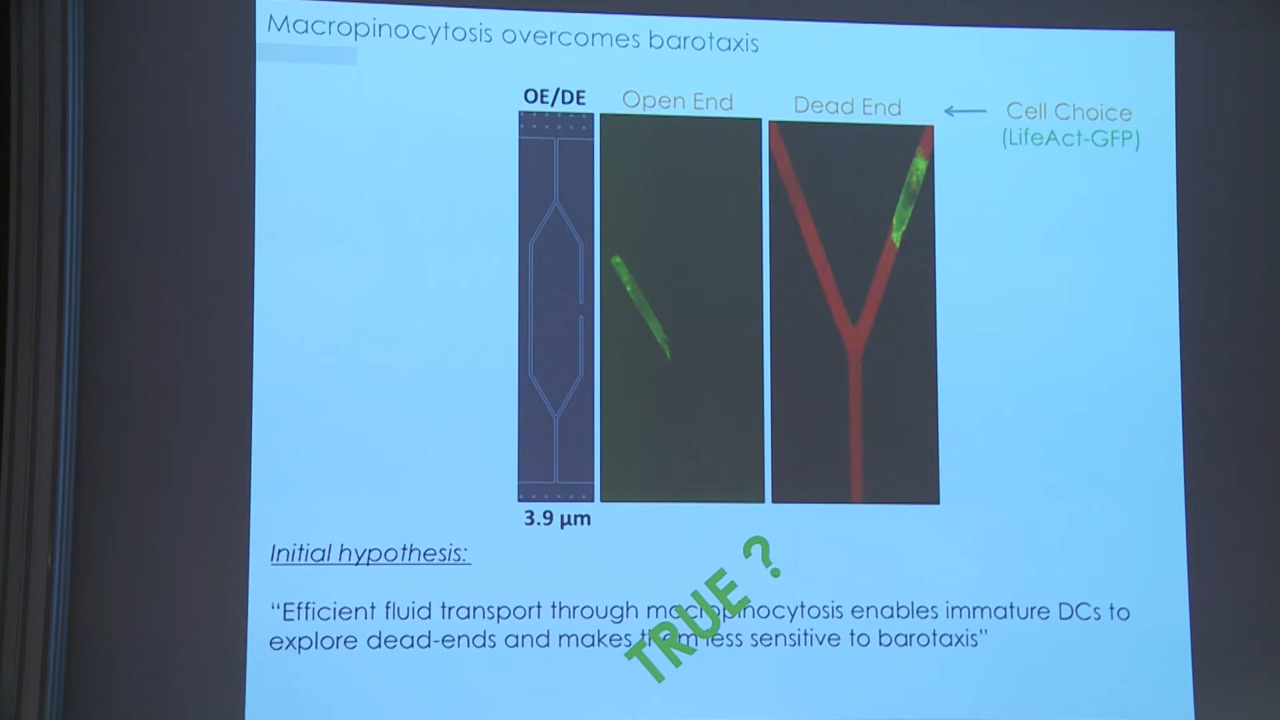 Macropinocytosis overcomes barotaxis
OE/DE
Open End
Dead End
Cell Choice
(LifeAct-GFP)
3.9 µm
Initial hypothesis:
"Efficient fluid transport through macropinocytosis enables immature DCs to
explore dead-ends and makes them less sensitive to barotaxis"
TRUE ?